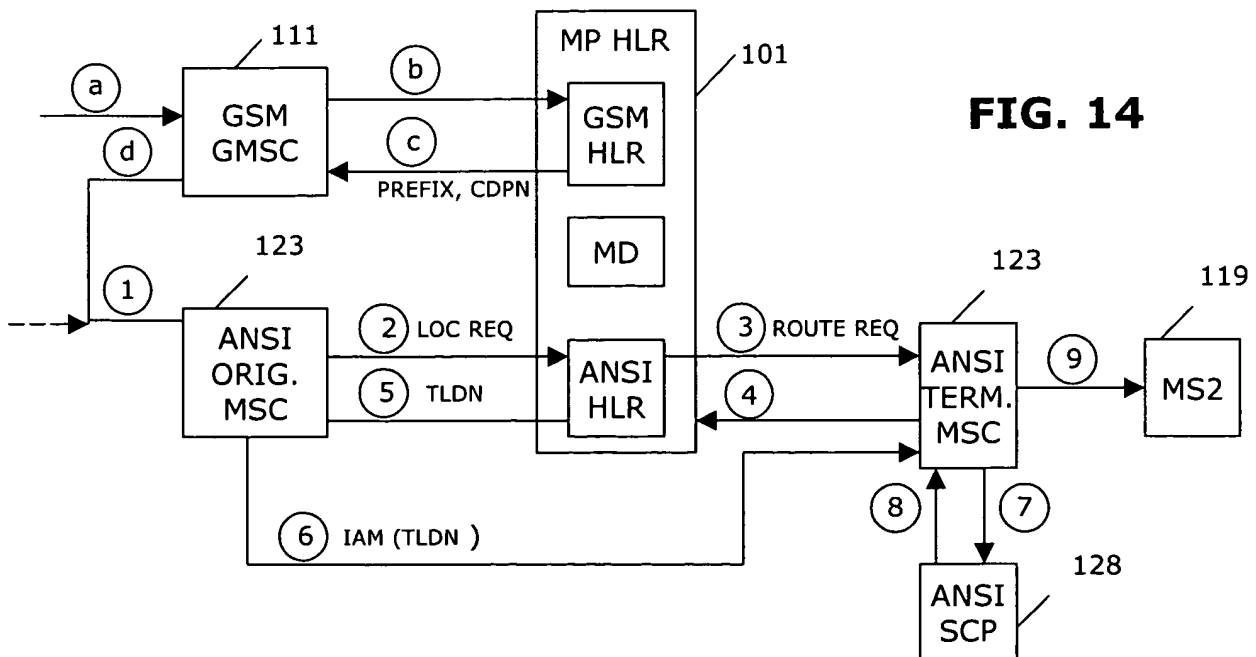 111
MP HLR
101
a
b
GSM
GMSC
GSM
HLR
FIG. 14
d
c
PREFIX, CDPN
MD
123
123
119
1
2 LOC REQ
3 ROUTE REQ
ANSI
ORIG.
MSC
ANSI
HLR
ANSI
TERM.
MSC
9
MS2
5 TLDN
4
8
7
6 IAM (TLDN )
128
ANSI
SCP